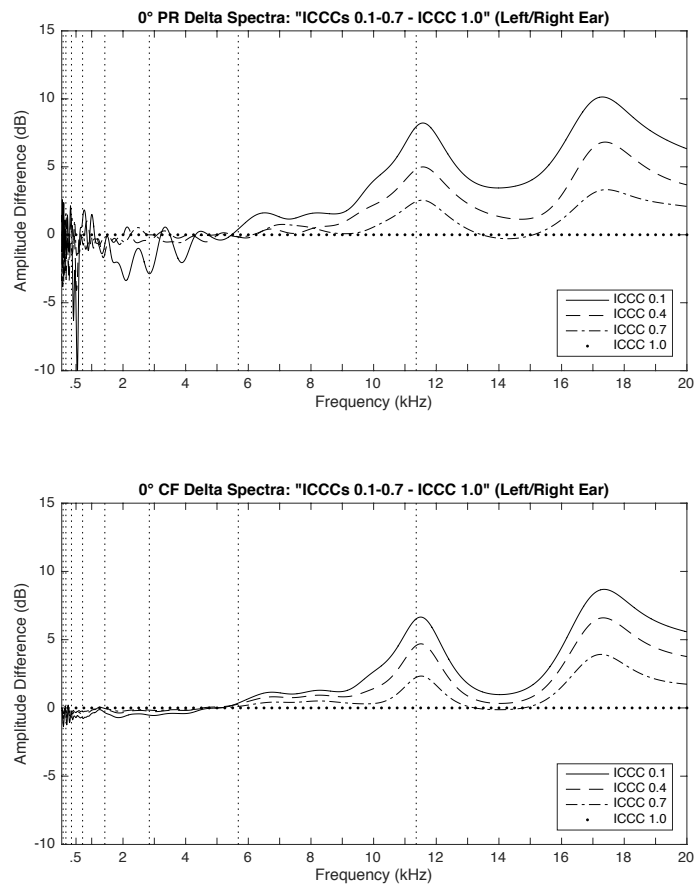 0° PR Delta Spectra: "ICCCs 0.1-0.7 - ICCC 1.0" (Left/Right Ear)
15
10
5
0
-5
-10
Amplitude Difference (dB)
ICCC 0.1
ICCC 0.4
ICCC 0.7
ICCC 1.0
.5 2 4 6 8 10 12 14 16 18 20
Frequency (kHz)
0° CF Delta Spectra: "ICCCs 0.1-0.7 - ICCC 1.0" (Left/Right Ear)
15
10
5
0
-5
-10
Amplitude Difference (dB)
ICCC 0.1
ICCC 0.4
ICCC 0.7
ICCC 1.0
.5 2 4 6 8 10 12 14 16 18 20
Frequency (kHz)